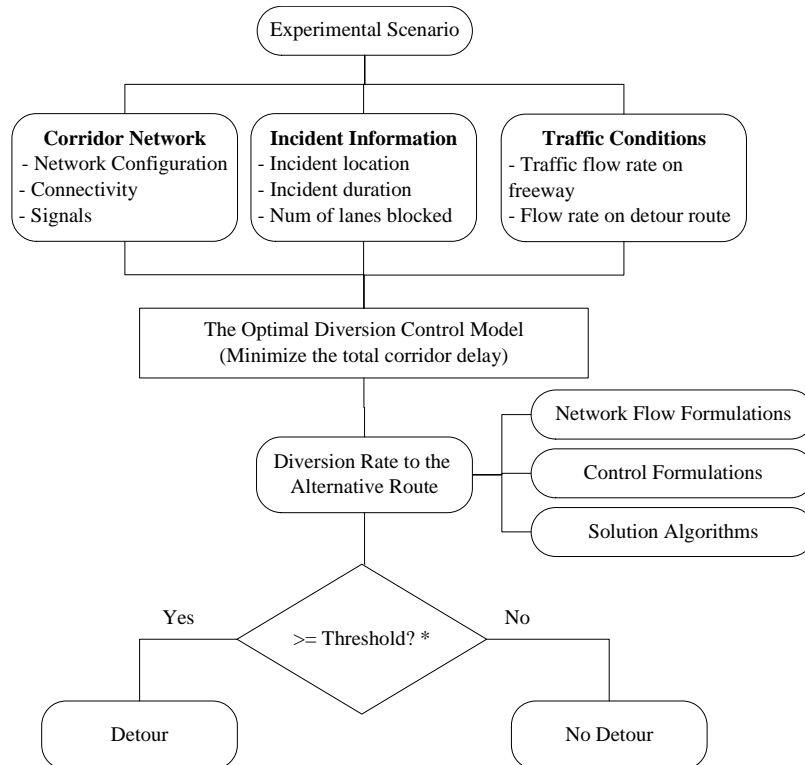 Experimental Scenario
Corridor Network
- Network Configuration
- Connectivity
- Signals
Incident Information
- Incident location
- Incident duration
- Num of lanes blocked
Traffic Conditions
- Traffic flow rate on
freeway
- Flow rate on detour route
The Optimal Diversion Control Model
(Minimize the total corridor delay)
Diversion Rate to the
Alternative Route
Network Flow Formulations
Control Formulations
Solution Algorithms
Yes
>= Threshold? *
No
Detour
No Detour